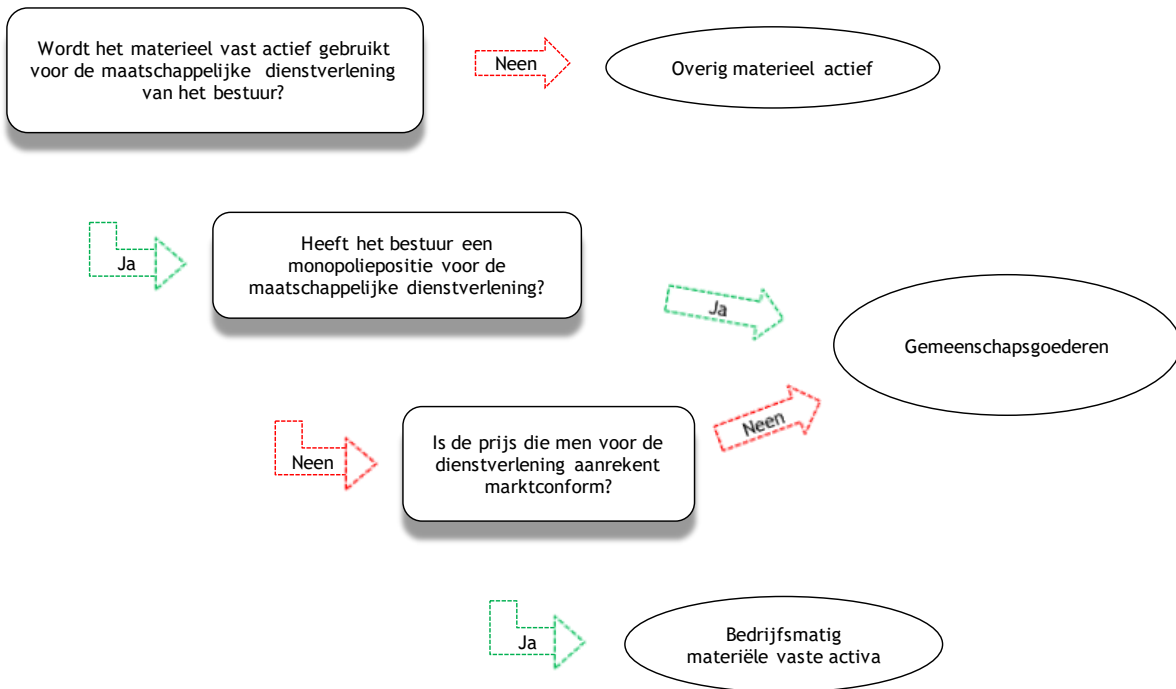 Wordt het materieel vast actief gebruikt
voor de maatschappelijke dienstverlening
van het bestuur?
Neen
Overig materieel actief
Ja
Heeft het bestuur een
monopoliepositie voor de
maatschappelijke dienstverlening?
Ja
Gemeenschapsgoederen
Neen
Is de prijs die men voor de
dienstverlening aanrekent
marktconform?
Neen
Ja
Bedrijfsmatig
materiële vaste activa